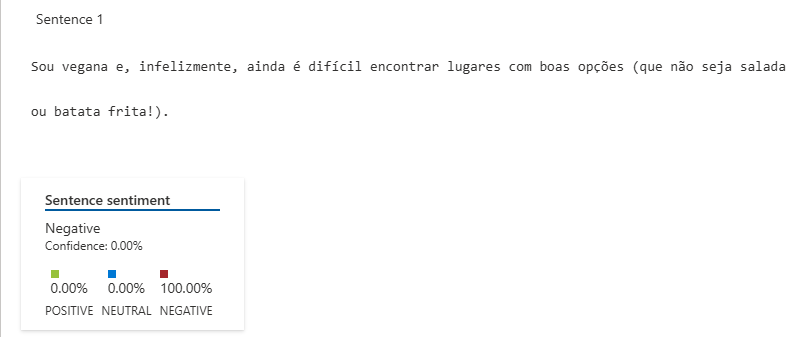 Sentence 1
Sou vegana e, infelizmente, ainda é difícil encontrar lugares com boas opções (que não seja salada
ou batata frita!).
Sentence sentiment
Negative
Confidence: 0.00%
0.00% 0.00% 100.00%
POSITIVE NEUTRAL NEGATIVE